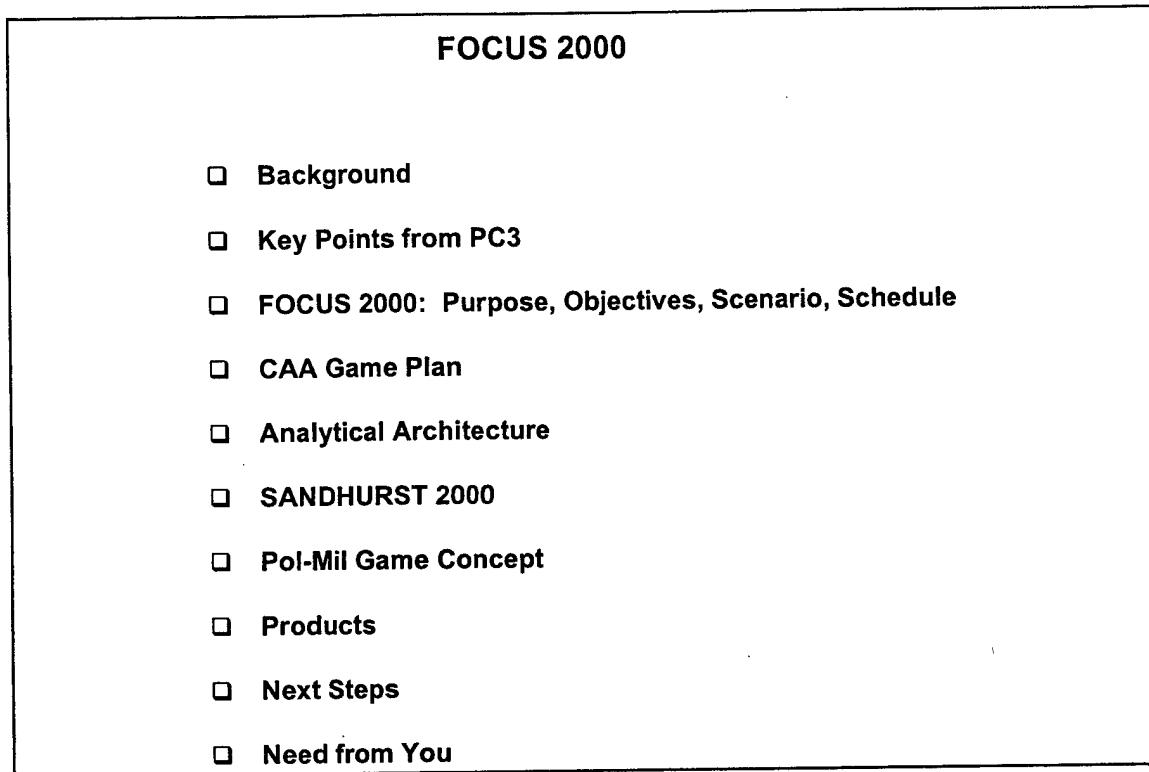 FOCUS 2000
❑ Background
❑ Key Points from PC3
❑ FOCUS 2000: Purpose, Objectives, Scenario, Schedule
❑ CAA Game Plan
❑ Analytical Architecture
❑ SANDHURST 2000
❑ Pol-Mil Game Concept
❑ Products
❑ Next Steps
❑ Need from You